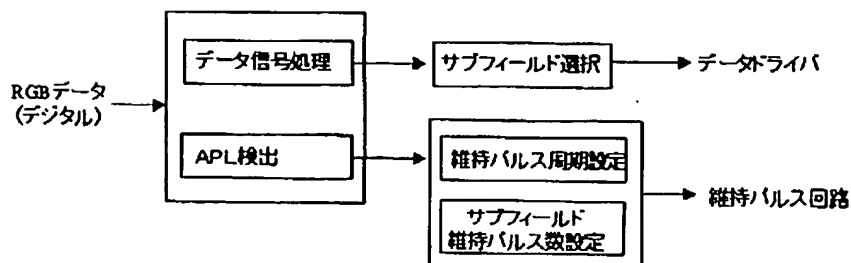 RGBデータ
(デジタル)
データ信号処理
APL検出
サブフィールド選択
データドライバ
維持パルス周期設定
サブフィールド
維持パルス数設定
維持パルス回路